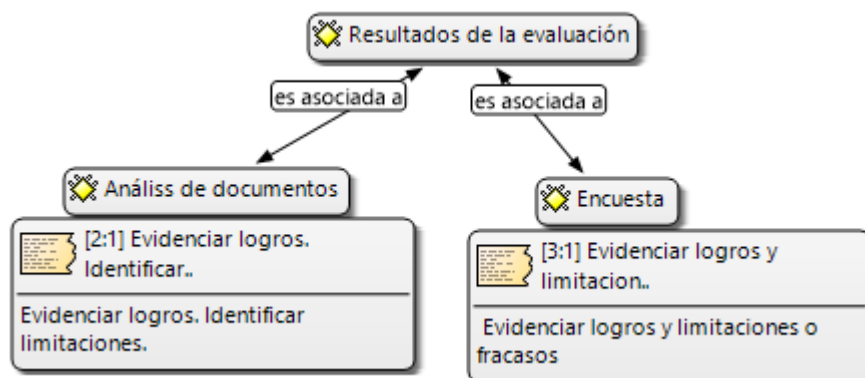 Resultados de la evaluación
es asociada a
es asociada a
Análiss de documentos
[2:1] Evidenciar logros.
Identificar..
Evidenciar logros. Identificar
limitaciones.
Encuesta
[3:1] Evidenciar logros y
limitacion..
Evidenciar logros y limitaciones o
fracasos